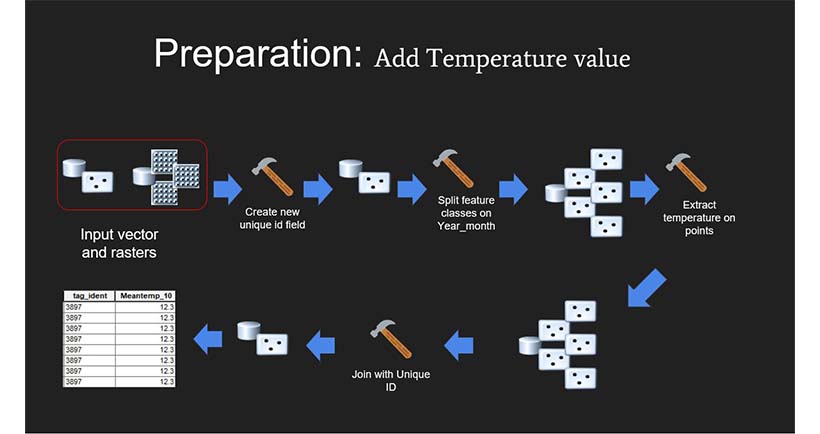 Preparation: Add Temperature value
Input vector
and rasters
Create new
unique id field
Split feature
classes on
Year_month
Extract
temperature on
points
tag_ident Meantemp_10
3897 12.3
3897 12.3
3897 12.3
3897 12.3
3897 12.3
3897 12.3
3897 12.3
3897 12.3
Join with Unique
ID